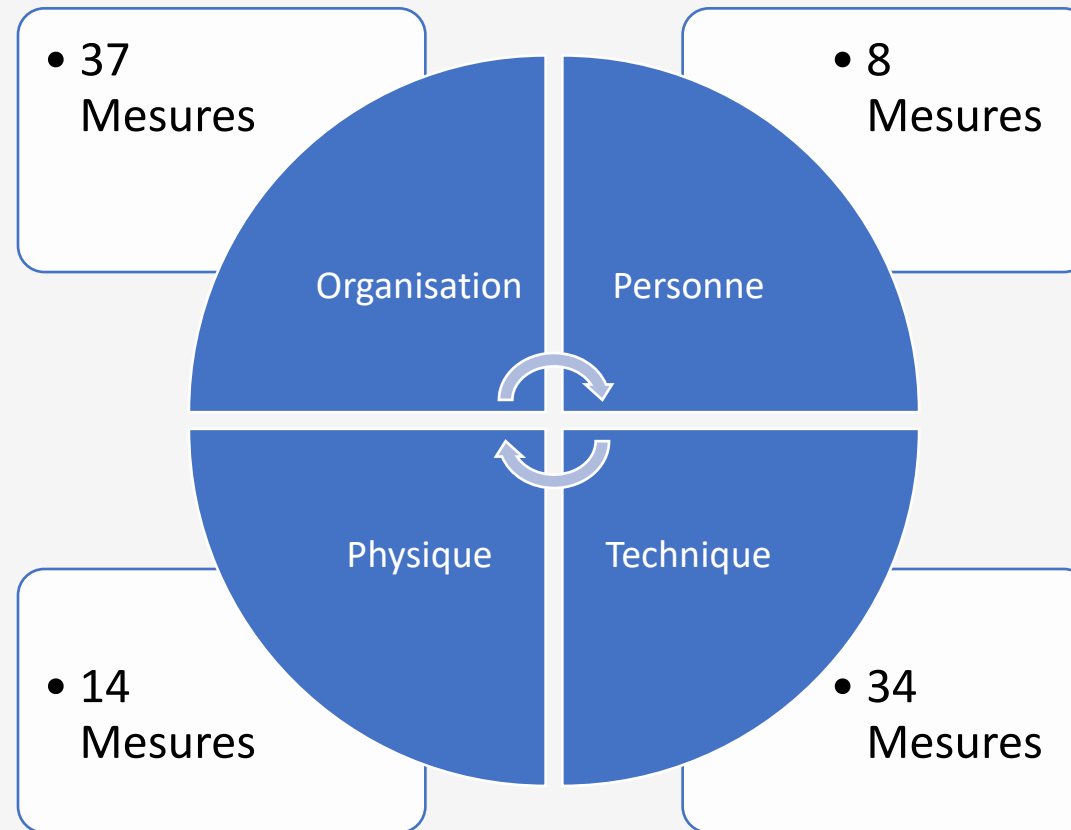 • 37
Mesures
• 8
Mesures
Organisation
Personne
Physique
Technique
• 14
Mesures
• 34
Mesures